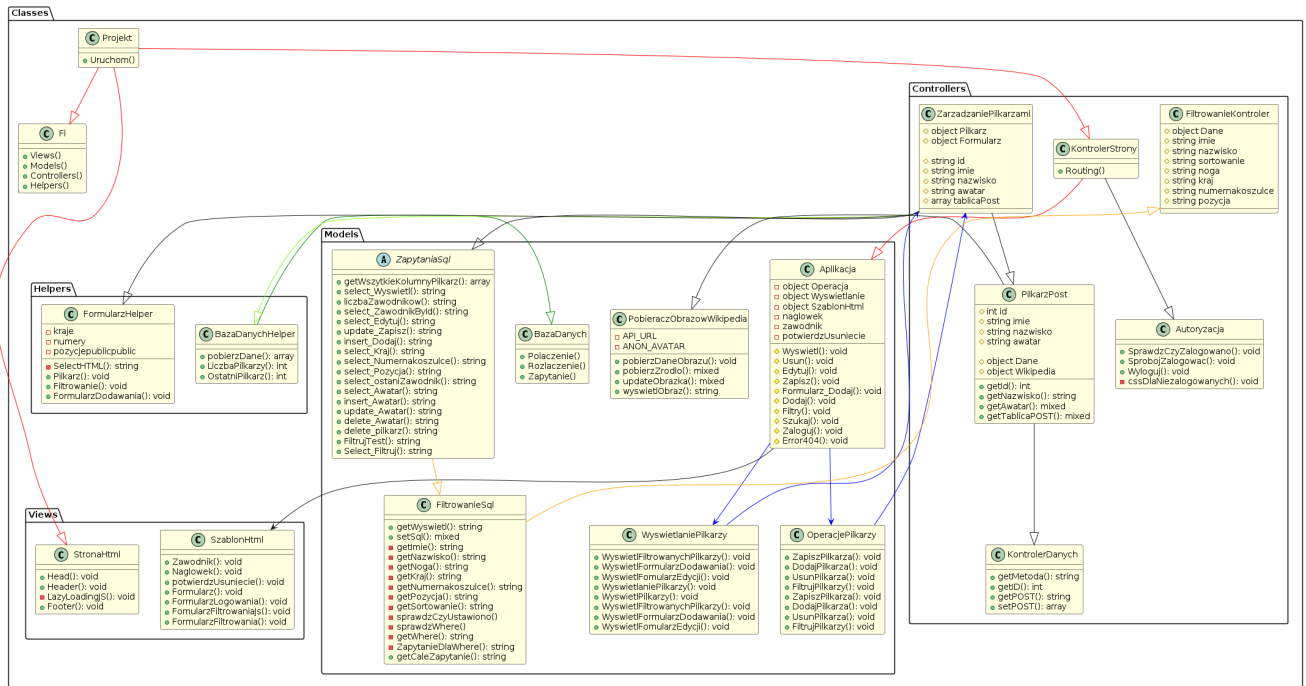 Classes
C Projekt
Uruchom()
C Fl
Views()
Models()
Controllers()
Helpers()
Controllers
C ZarzadzaniePilkarzami
object Pilkarz
object Formularz
string id
string imie
string nazwisko
string awatar
array tablicaPost
C KontrolerStrony
Routing()
C FiltrowanieKontroler
object Dane
string imie
string nazwisko
string sortowanie
string noga
string kraj
string numernakoszulce
string pozycja
C PilkarzPost
int id
string imie
string nazwisko
string awatar
object Dane
object Wikipedia
getId(): int
getNazwisko(): string
getAwatar(): mixed
getTablicaPOST(): mixed
C Autoryzacja
SprawdzCzyZalogowano(): void
SprobojZalogowac(): void
Wyloguj(): void
cssDlaNiezalogowanych(): void
C KontrolerDanych
getMetoda(): string
getID(): int
getPOST(): string
setPOST(): array
Helpers
C FormularzHelper
kraje
numery
pozycjepublicpublic
SelectHTML(): string
Pilkarz(): void
Filtrowanie(): void
FormularzDodawania(): void
C BazaDanychHelper
pobierzDane(): array
LiczbaPilkarzy(): int
OstatniPilkarz(): int
Models
A ZapytaniaSql
getWszytkieKolumnyPilkarz(): array
select_Wyswietl(): string
liczbaZawodnikow(): string
select_ZawodnikById(): string
select_Edytuj(): string
update_Zapisz(): string
insert_Dodaj(): string
select_Kraj(): string
select_Numernakoszulce(): string
select_Pozycja(): string
select_ostaniZawodnik(): string
select_Awatar(): string
insert_Awatar(): string
update_Awatar(): string
delete_Awatar(): string
delete_pilkarz(): string
FiltrujTest(): string
Select_Filtruj(): string
C BazaDanych
Polaczenie()
Rozlaczenie()
Zapytanie()
C PobieraczObrazowWikipedia
API_URL
ANON_AVATAR
pobierzDaneObrazu(): void
pobierzZrodlo(): mixed
updateObrazka(): mixed
wyswietlObraz(): string
C Aplikacja
object Operacja
object Wyswietlanie
object SzablonHtml
naglowek
zawodnik
potwierdzUsuniecie
Wyswietl(): void
Usun(): void
Edytuj(): void
Zapisz(): void
Formularz_Dodaj(): void
Dodaj(): void
Filtry(): void
Szukaj(): void
Zaloguj(): void
Error404(): void
C FiltrowanieSql
getWyswietl(): string
setSql(): mixed
getImie(): string
getNazwisko(): string
getNoga(): string
getKraj(): string
getNumernakoszulce(): string
getPozycja(): string
getSortowanie(): string
sprawdzCzyUstawiono()
sprawdzWhere()
getWhere(): string
ZapytanieDlaWhere(): string
getCaleZapytanie(): string
C WyswietlaniePilkarzy
WyswietlFiltrowanychPilkarzy(): void
WyswietlFormularzDodawania(): void
WyswietlFomularzEdycji(): void
WyswietlaniePilkarzy(): void
WyswietlPilkarzy(): void
WyswietlFiltrowanychPilkarzy(): void
WyswietlFormularzDodawania(): void
WyswietlFomularzEdycji(): void
C OperacjePilkarzy
ZapiszPilkarza(): void
DodajPilkarza(): void
UsunPilkarza(): void
FiltrujPilkarzy(): void
ZapiszPilkarza(): void
DodajPilkarza(): void
UsunPilkarza(): void
FiltrujPilkarzy(): void
Views
C StronaHtml
Head(): void
Header(): void
LazyLoadingJS(): void
Footer(): void
C SzablonHtml
Zawodnik(): void
Naglowek(): void
potwierdzUsuniecie(): void
Formularz(): void
FormularzLogowania(): void
FomularzFiltrowaniaJs(): void
FormularzFiltrowania(): void